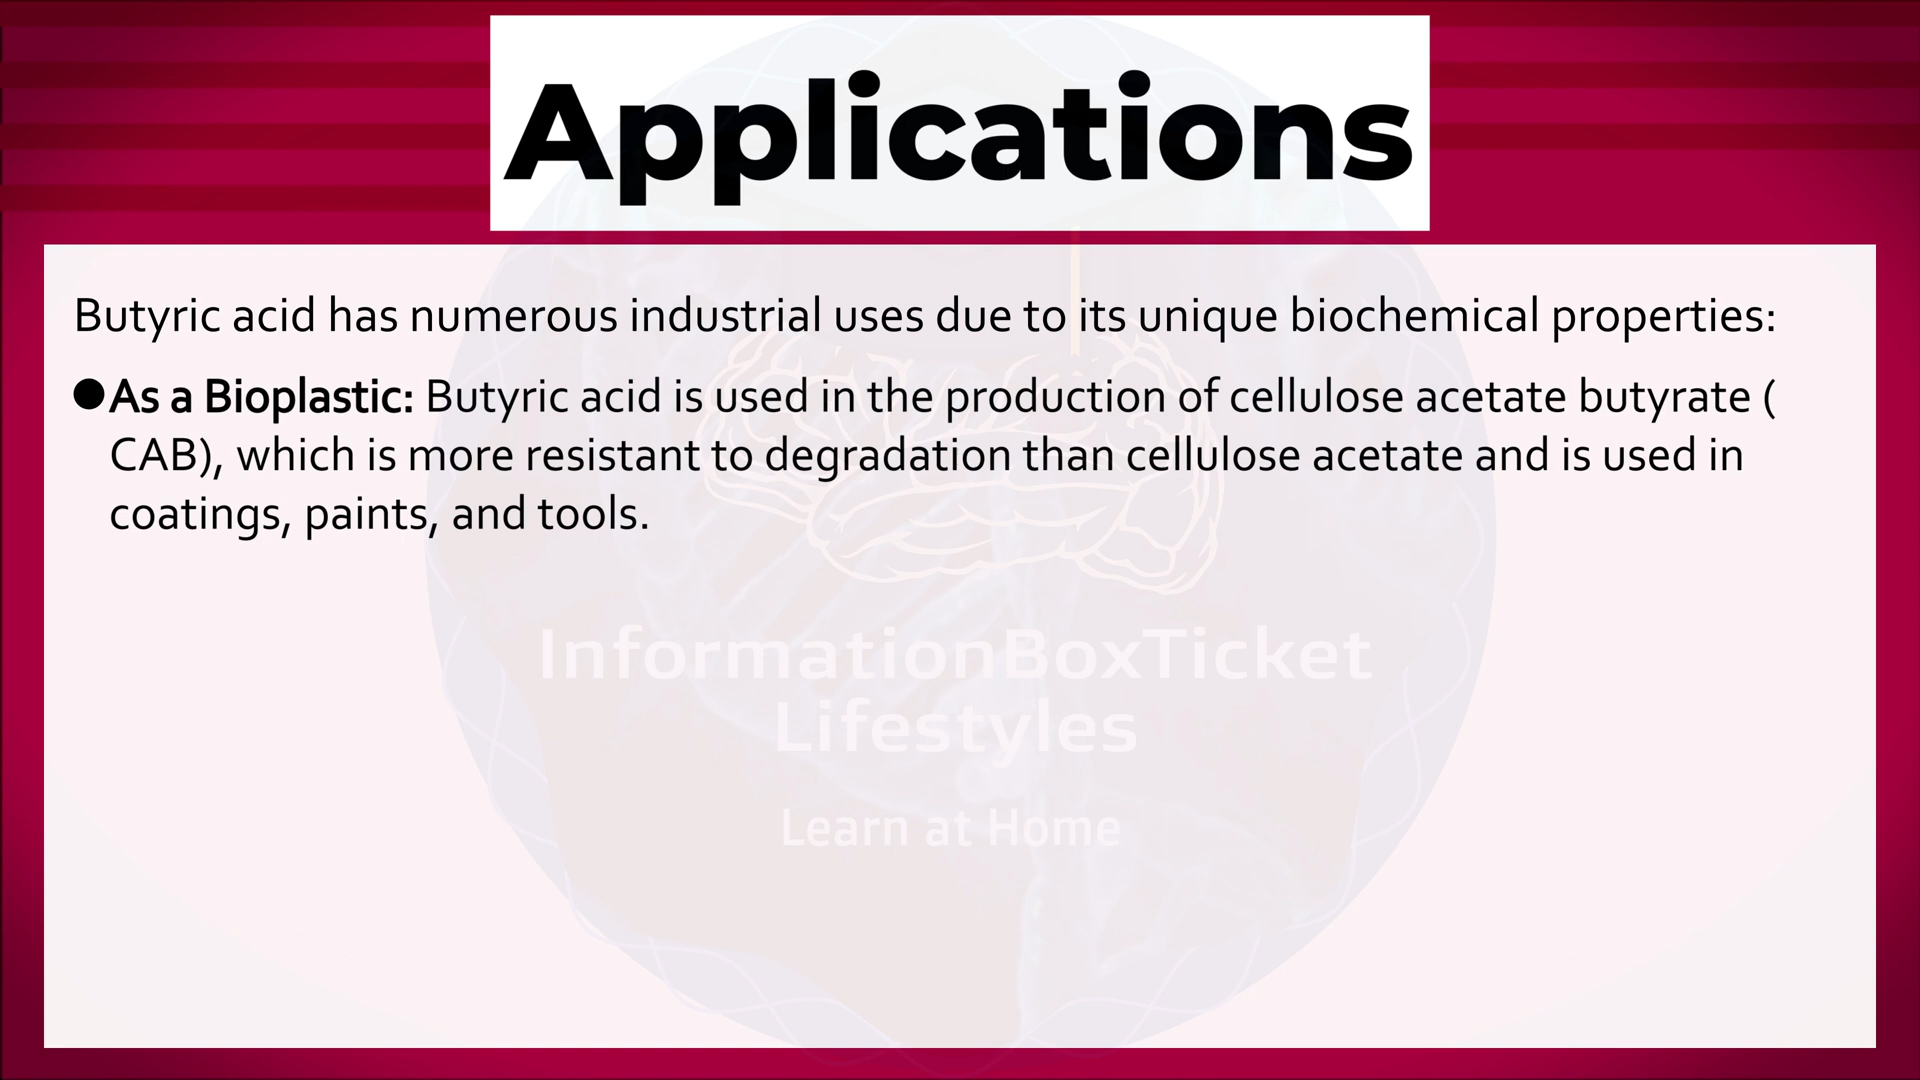 Applications
Butyric acid has numerous industrial uses due to its unique biochemical properties:
●As a Bioplastic: Butyric acid is used in the production of cellulose acetate butyrate (
CAB), which is more resistant to degradation than cellulose acetate and is used in
coatings, paints, and tools.
InformationBoxTicket
Lifestyles
Learn at Home